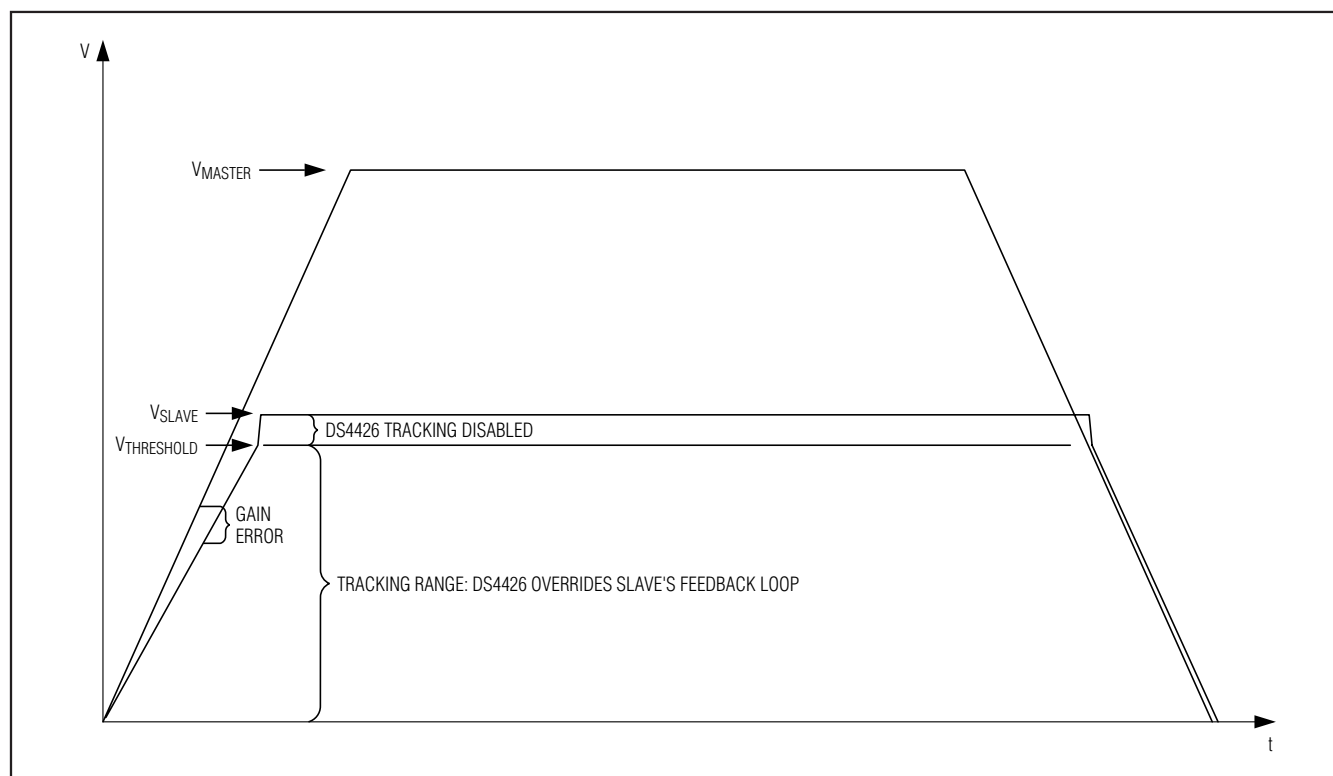 V
VMASTER
VSLAVE
DS4426 TRACKING DISABLED
VTHRESHOLD
GAIN
ERROR
TRACKING RANGE: DS4426 OVERRIDES SLAVE'S FEEDBACK LOOP
t